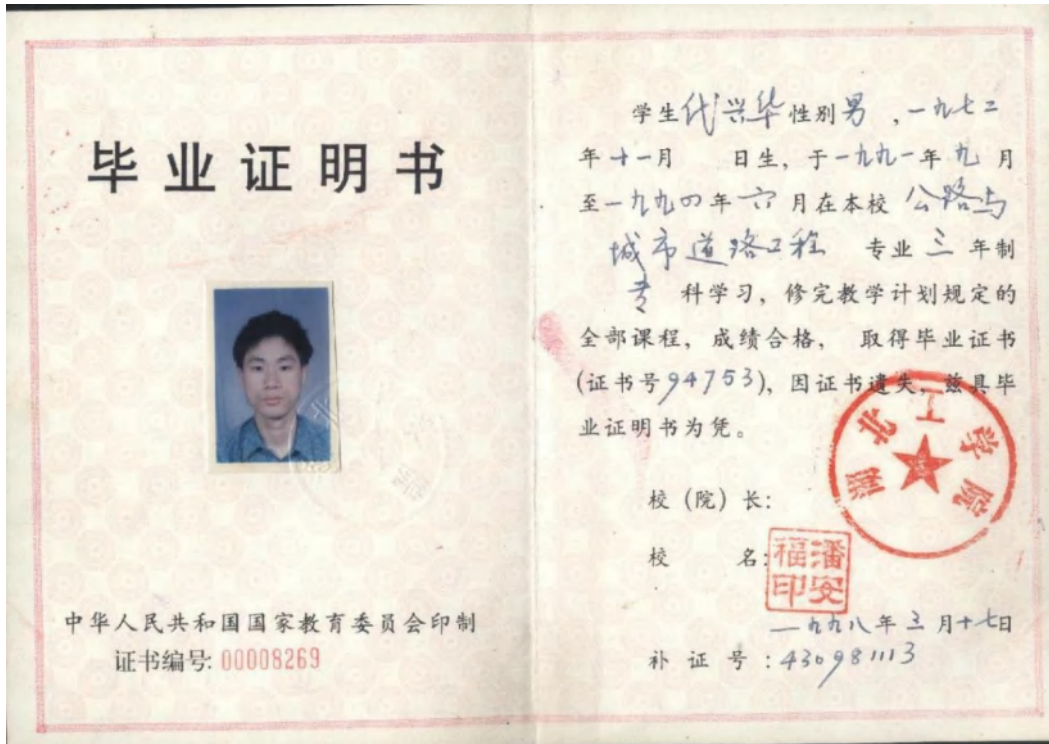 毕业证明书
中华人民共和国国家教育委员会印制
证书编号: 00008269
学生代兴华性别男,一九七二
年十一月 日生,于一九九一年九月
至一九九四年六月在本校公路与
城市道路工程 专业三年制
专 科学习,修完教学计划规定的
全部课程,成绩合格, 取得毕业证书
(证书号94753),因证书遗失,兹具毕
业证明书为凭。
湖北工学院
校(院)长:
校 名:
潘安福印
一九九八年三月十七日
补证号:430981113